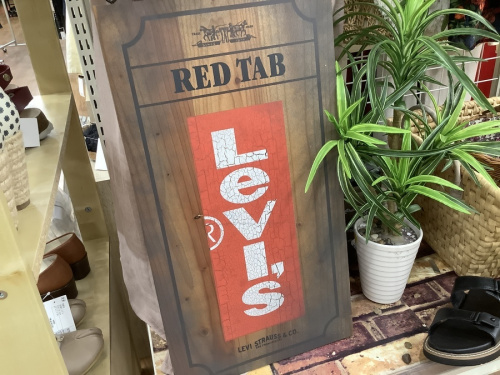 RED TAB
Levi's
®
LEVI STRAUSS & CO.